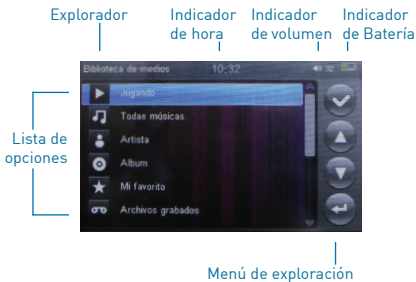 Explorador
Indicador de hora
Indicador de volumen
Indicador de Batería
Biblioteca de medios 10:32 32
Jugando
Todas músicas
Artista
Album
Mi favorito
Archivos grabados
Lista de opciones
Menú de exploración